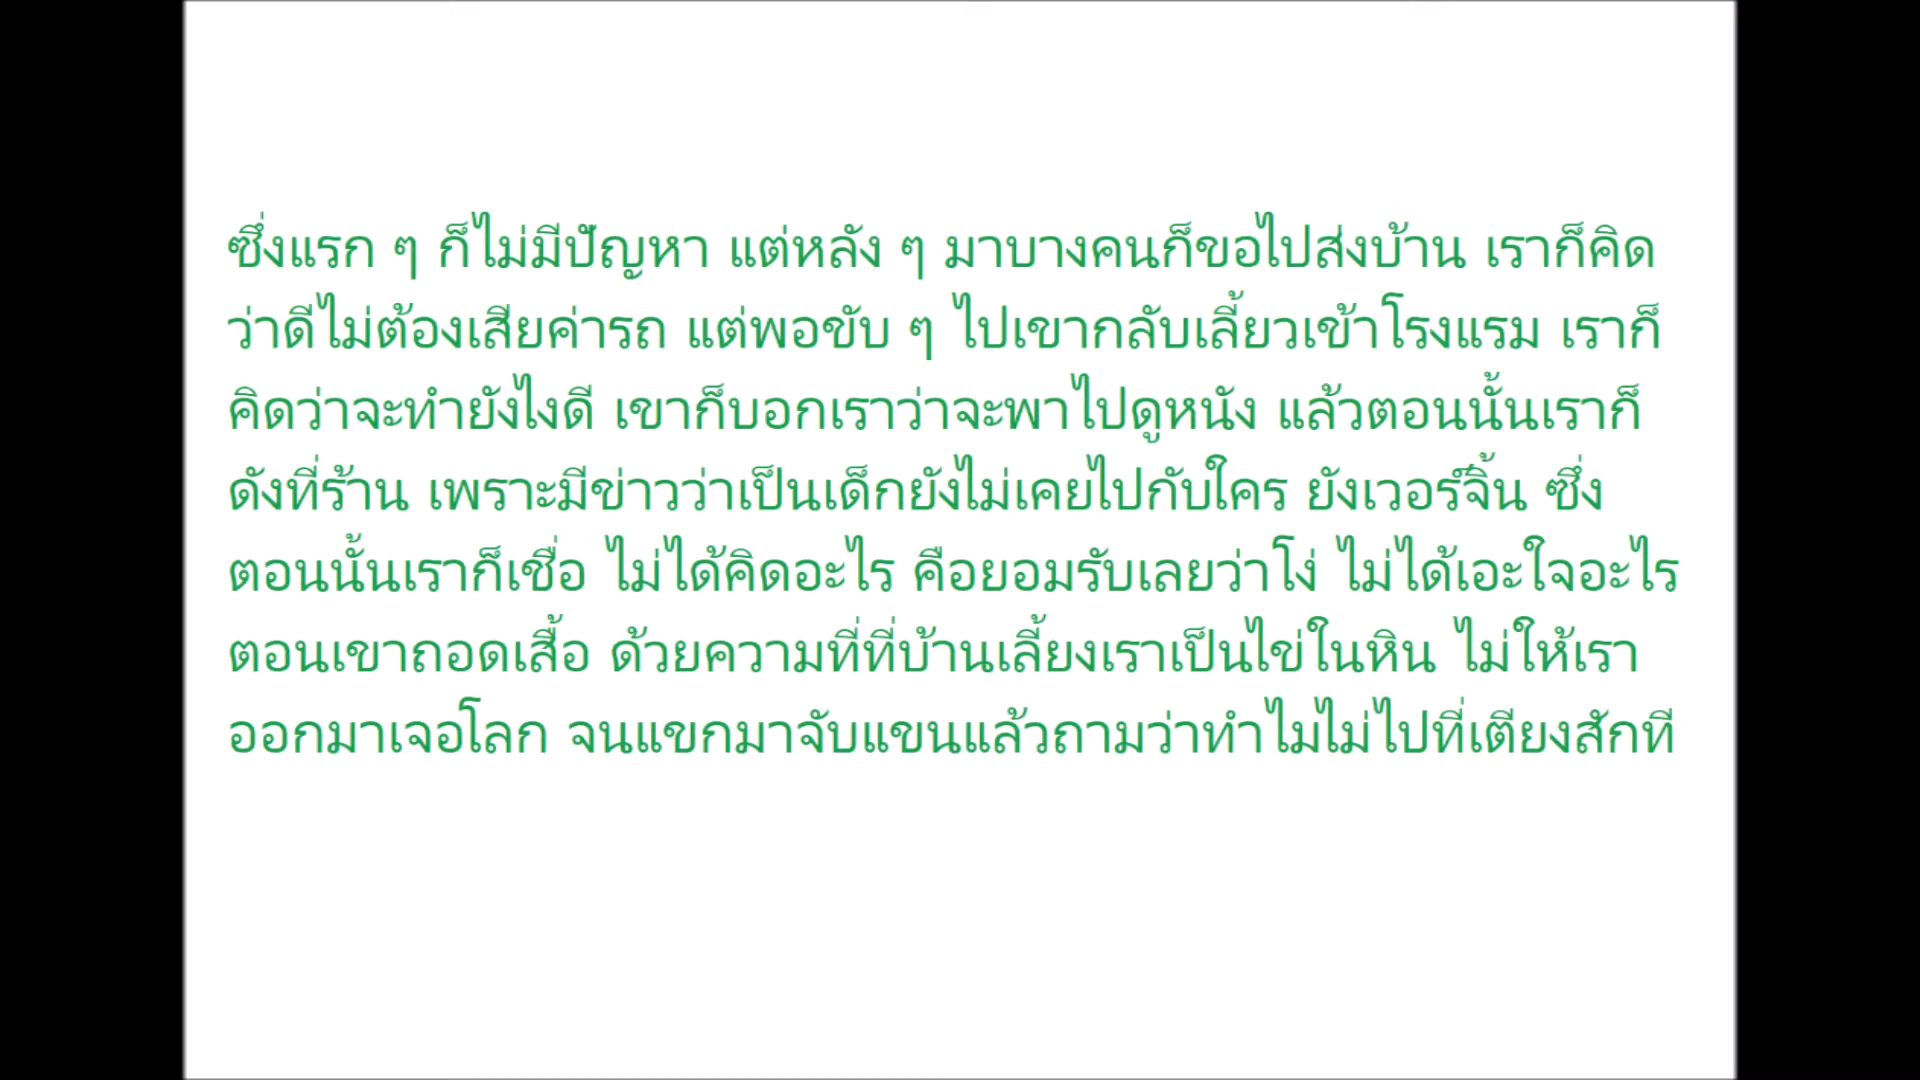 ซึ่งแรก ๆ ก็ไม่มีปัญหา แต่หลัง ๆ มาบางคนก็ขอไปส่งบ้าน เราก็คิด
ว่าดีไม่ต้องเสียค่ารถ แต่พอขับ ๆ ไปเขากลับเลี้ยวเข้าโรงแรม เราก็
คิดว่าจะทำยังไงดี เขาก็บอกเราว่าจะพาไปดูหนัง แล้วตอนนั้นเราก็
ดังที่ร้าน เพราะมีข่าวว่าเป็นเด็กยังไม่เคยไปกับใคร ยังเวอร์จิ้น ซึ่ง
ตอนนั้นเราก็เชื่อ ไม่ได้คิดอะไร คือยอมรับเลยว่าโง่ ไม่ได้เอะใจอะไร
ตอนเขาถอดเสื้อ ด้วยความที่ที่บ้านเลี้ยงเราเป็นไข่ในหิน ไม่ให้เรา
ออกมาเจอโลก จนแขกมาจับแขนแล้วถามว่าทำไมไม่ไปที่เตียงสักที